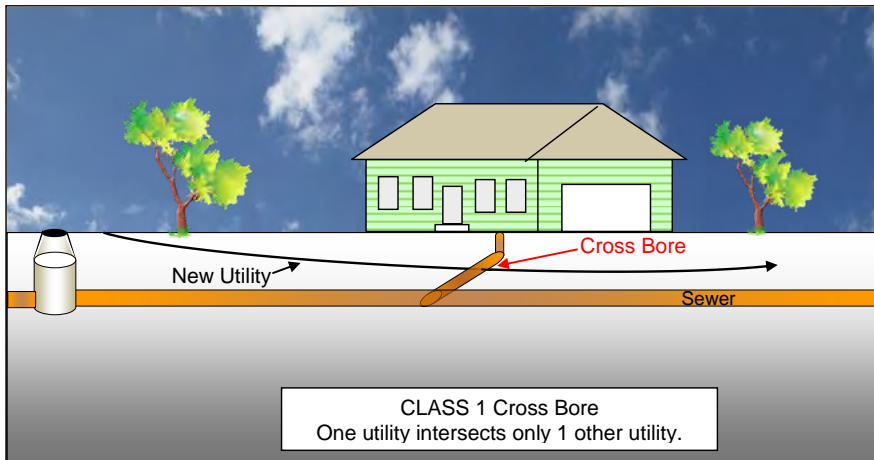 Cross Bore
New Utility
Sewer
CLASS 1 Cross Bore
One utility intersects only 1 other utility.